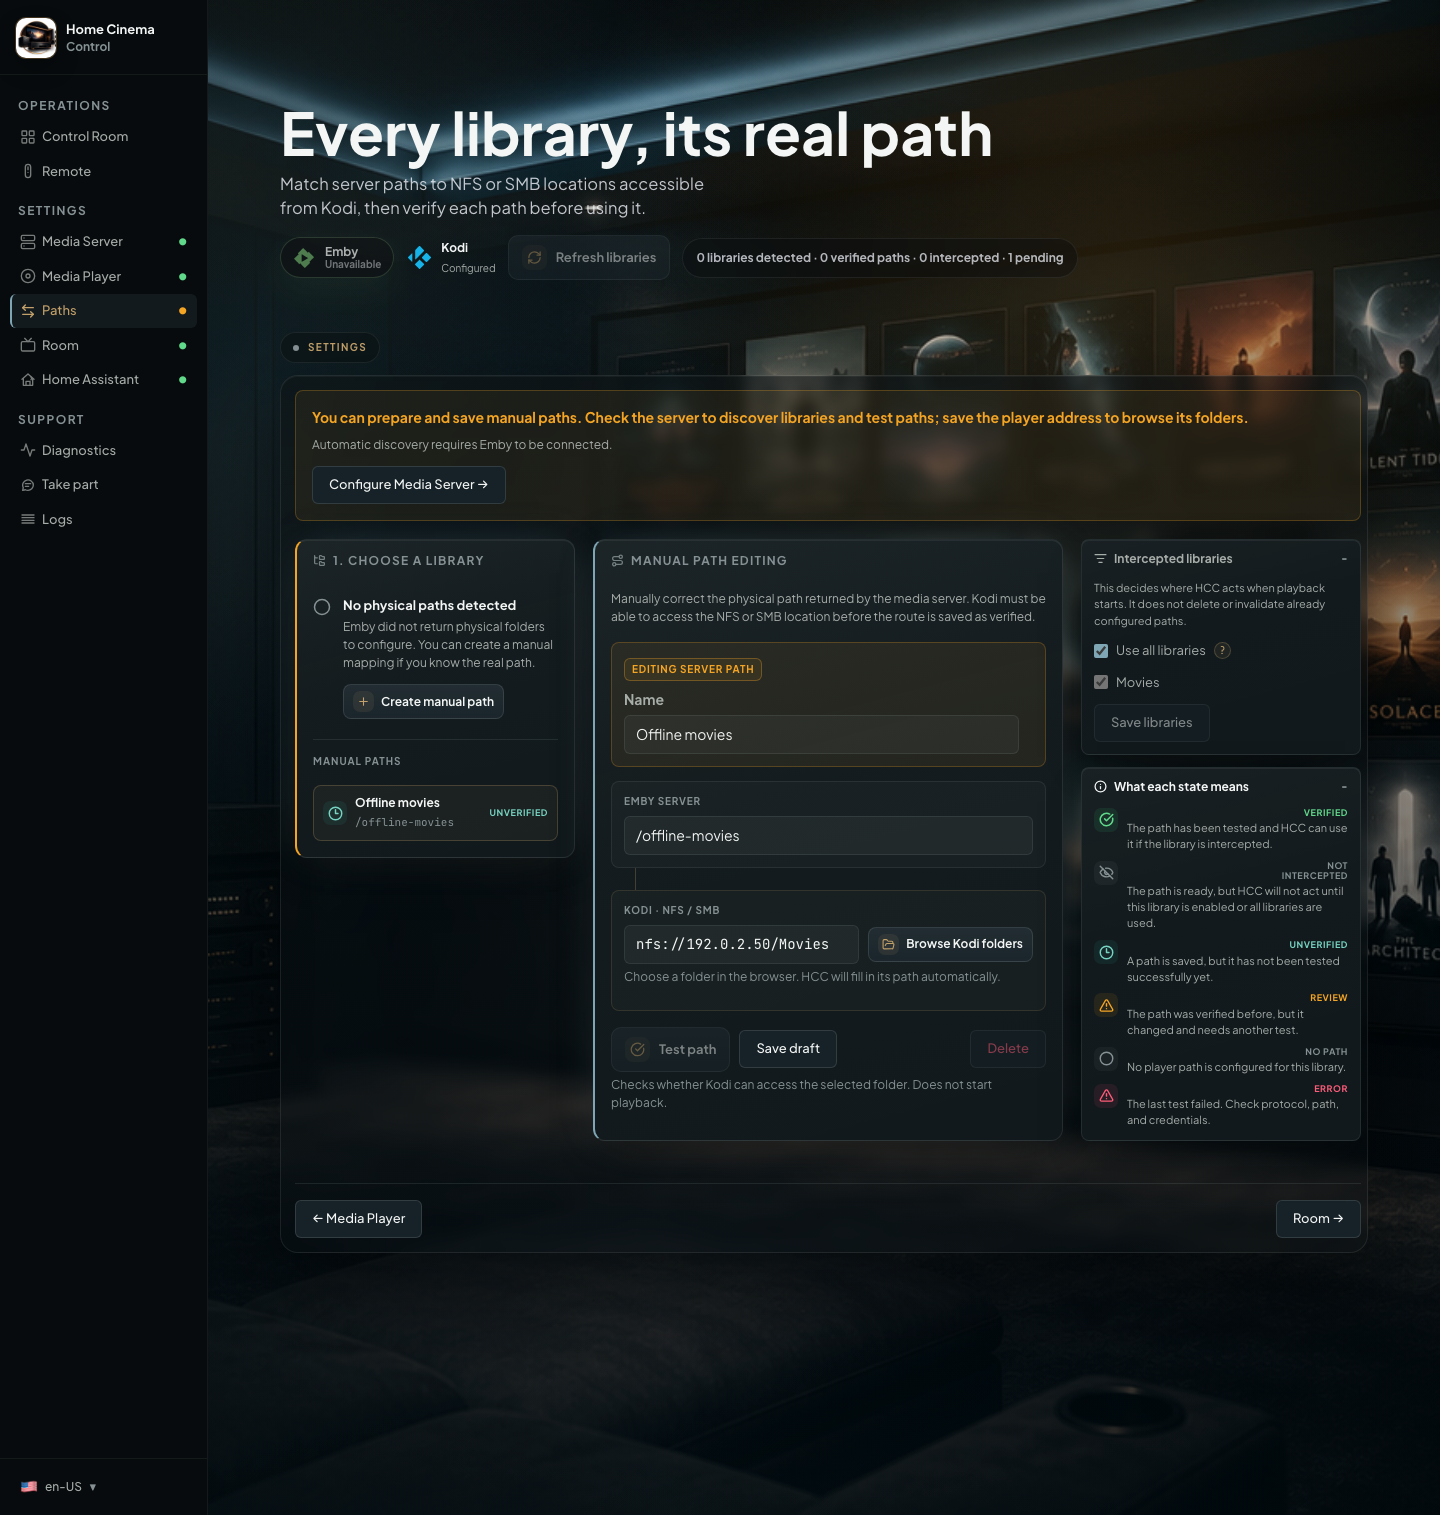 Home Cinema
Control
OPERATIONS
Control Room
Remote
SETTINGS
Media Server
Media Player
Paths
Room
Home Assistant
SUPPORT
Diagnostics
Take part
Logs
en-US
Every library, its real path
Match server paths to NFS or SMB locations accessible
from Kodi, then verify each path before using it.
Emby
Unavailable
Kodi
Configured
Refresh libraries
0 libraries detected · 0 verified paths · 0 intercepted · 1 pending
SETTINGS
You can prepare and save manual paths. Check the server to discover libraries and test paths; save the player address to browse its folders.
Automatic discovery requires Emby to be connected.
Configure Media Server →
1. CHOOSE A LIBRARY
No physical paths detected
Emby did not return physical folders
to configure. You can create a manual
mapping if you know the real path.
Create manual path
MANUAL PATHS
Offline movies
/offline-movies
UNVERIFIED
MANUAL PATH EDITING
Manually correct the physical path returned by the media server. Kodi must be
able to access the NFS or SMB location before the route is saved as verified.
EDITING SERVER PATH
Name
Offline movies
EMBY SERVER
/offline-movies
KODI · NFS / SMB
nfs://192.0.2.50/Movies
Browse Kodi folders
Choose a folder in the browser. HCC will fill in its path automatically.
Test path
Save draft
Delete
Checks whether Kodi can access the selected folder. Does not start
playback.
Intercepted libraries
-
This decides where HCC acts when playback
starts. It does not delete or invalidate already
configured paths.
Use all libraries
?
Movies
Save libraries
What each state means
-
VERIFIED
The path has been tested and HCC can use
it if the library is intercepted.
NOT
INTERCEPTED
The path is ready, but HCC will not act until
this library is enabled or all libraries are
used.
UNVERIFIED
A path is saved, but it has not been tested
successfully yet.
REVIEW
The path was verified before, but it
changed and needs another test.
NO PATH
No player path is configured for this library.
ERROR
The last test failed. Check protocol, path,
and credentials.
← Media Player
Room →
SOLACE
THE